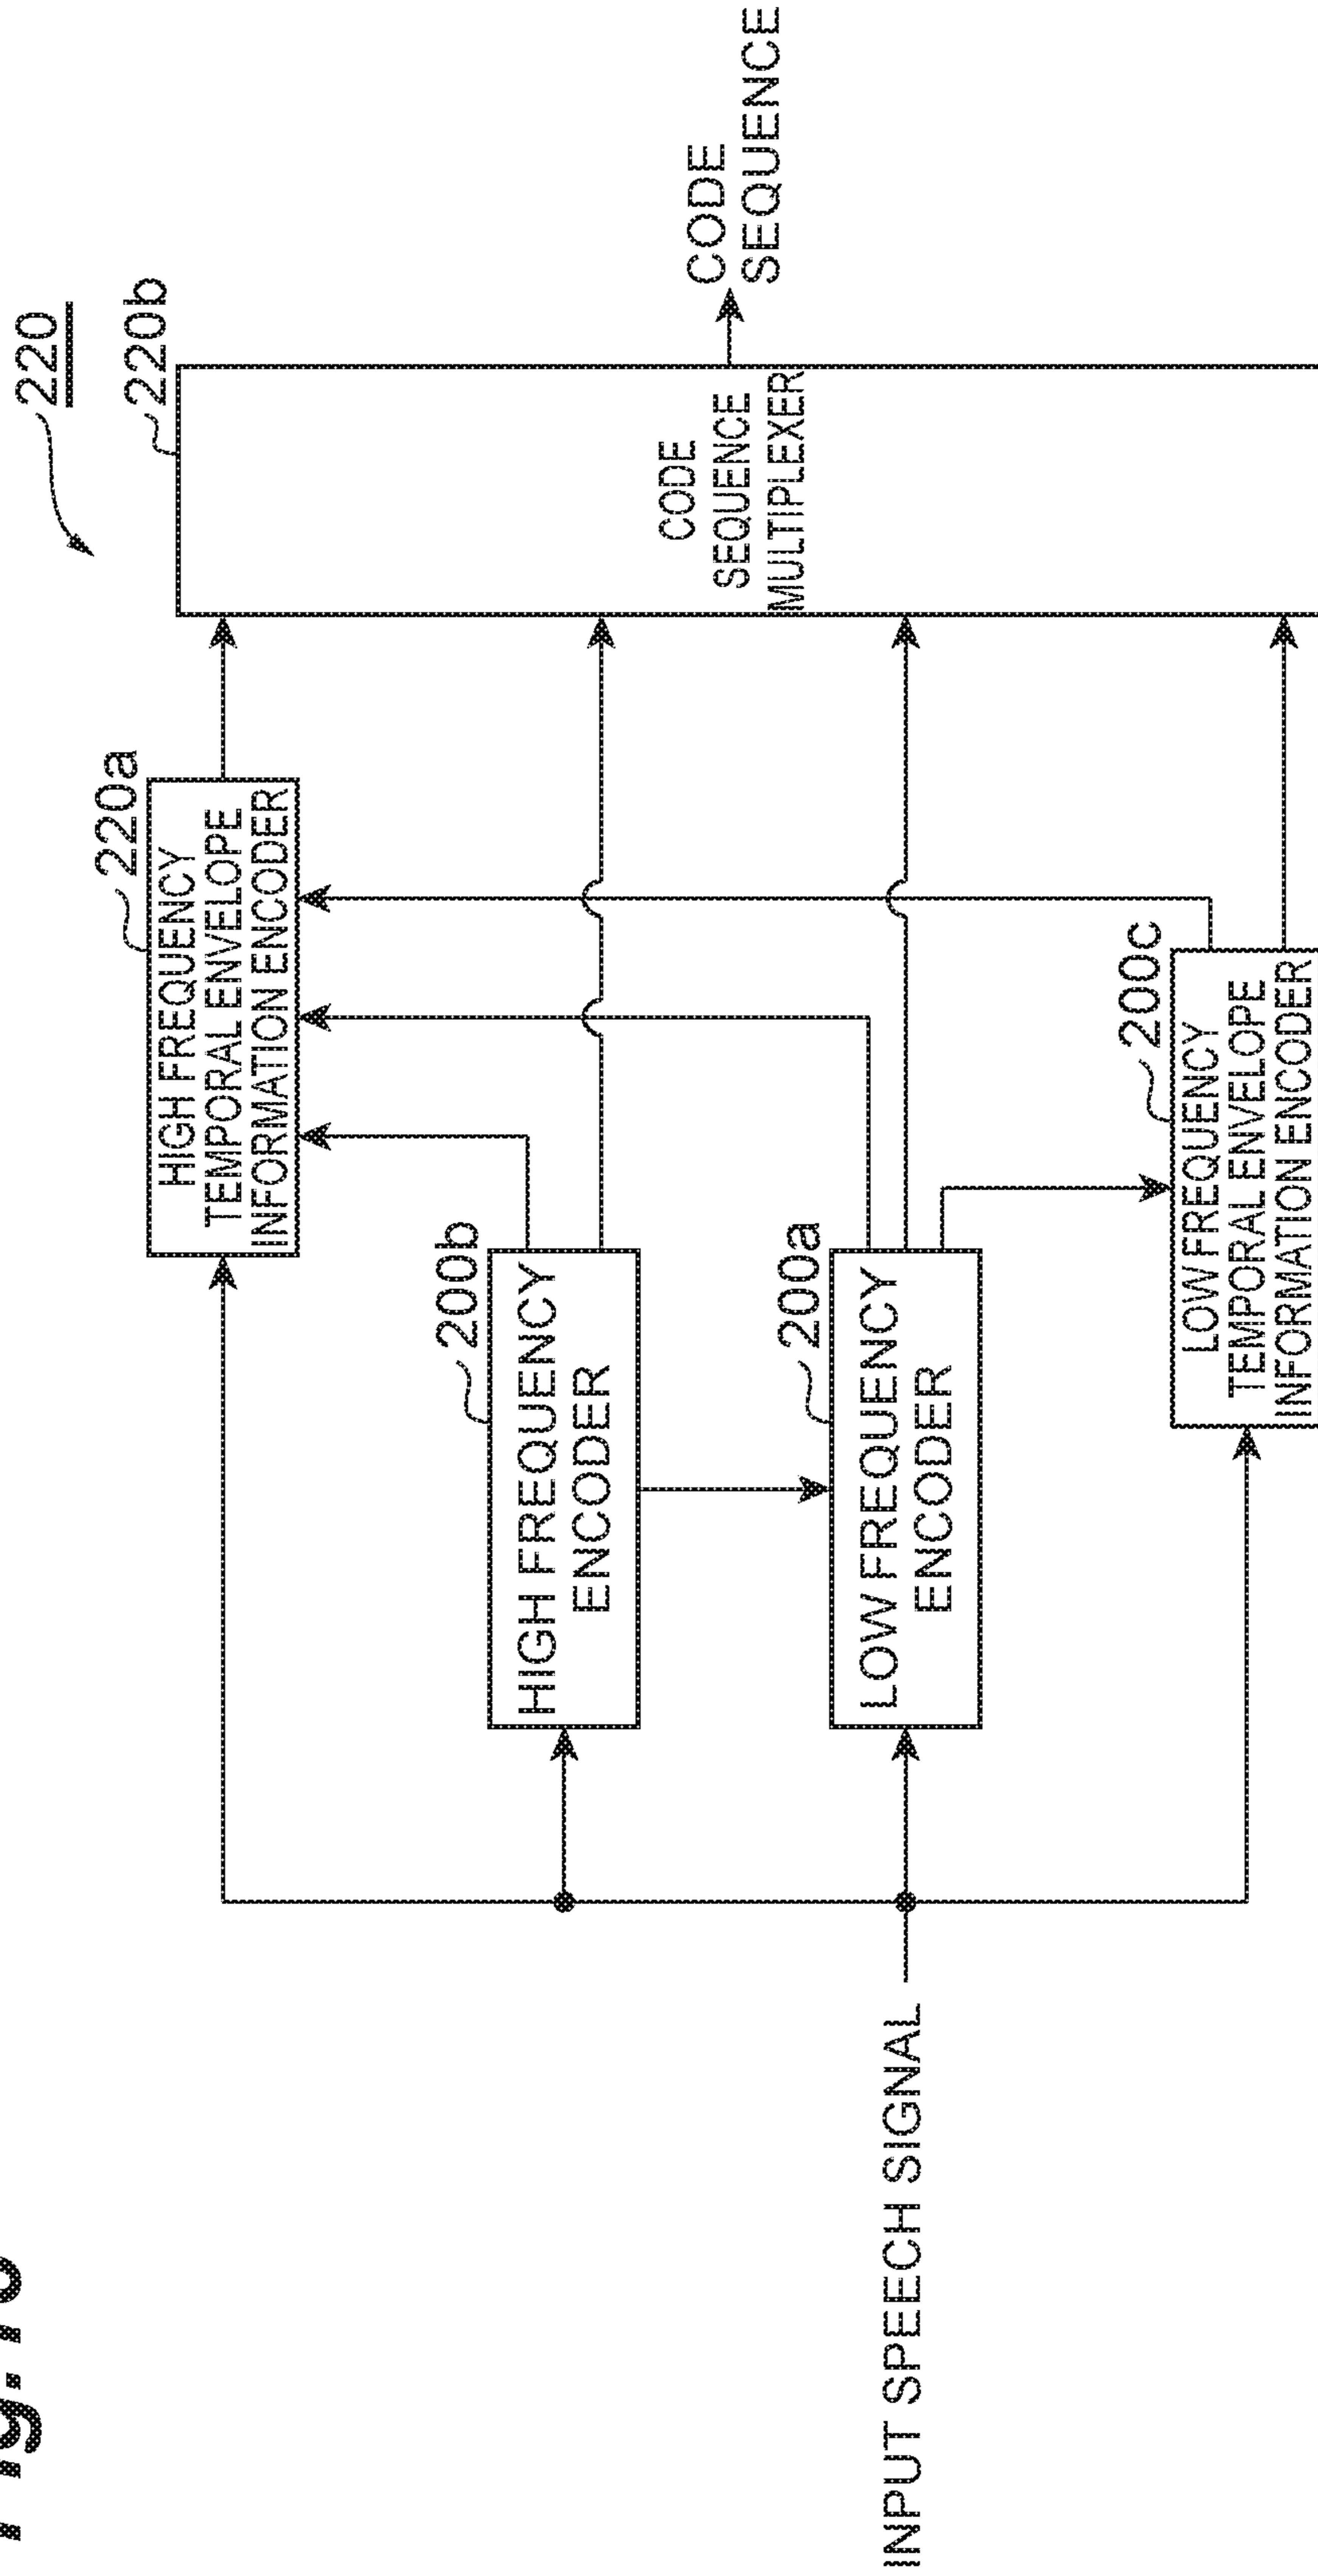 220
220b
CODE
SEQUENCE
MULTIPLEXER
CODE
SEQUENCE
220a
HIGH FREQUENCY
TEMPORAL ENVELOPE
INFORMATION ENCODER
200b
HIGH FREQUENCY
ENCODER
200a
LOW FREQUENCY
ENCODER
200c
LOW FREQUENCY
TEMPORAL ENVELOPE
INFORMATION ENCODER
INPUT SPEECH SIGNAL